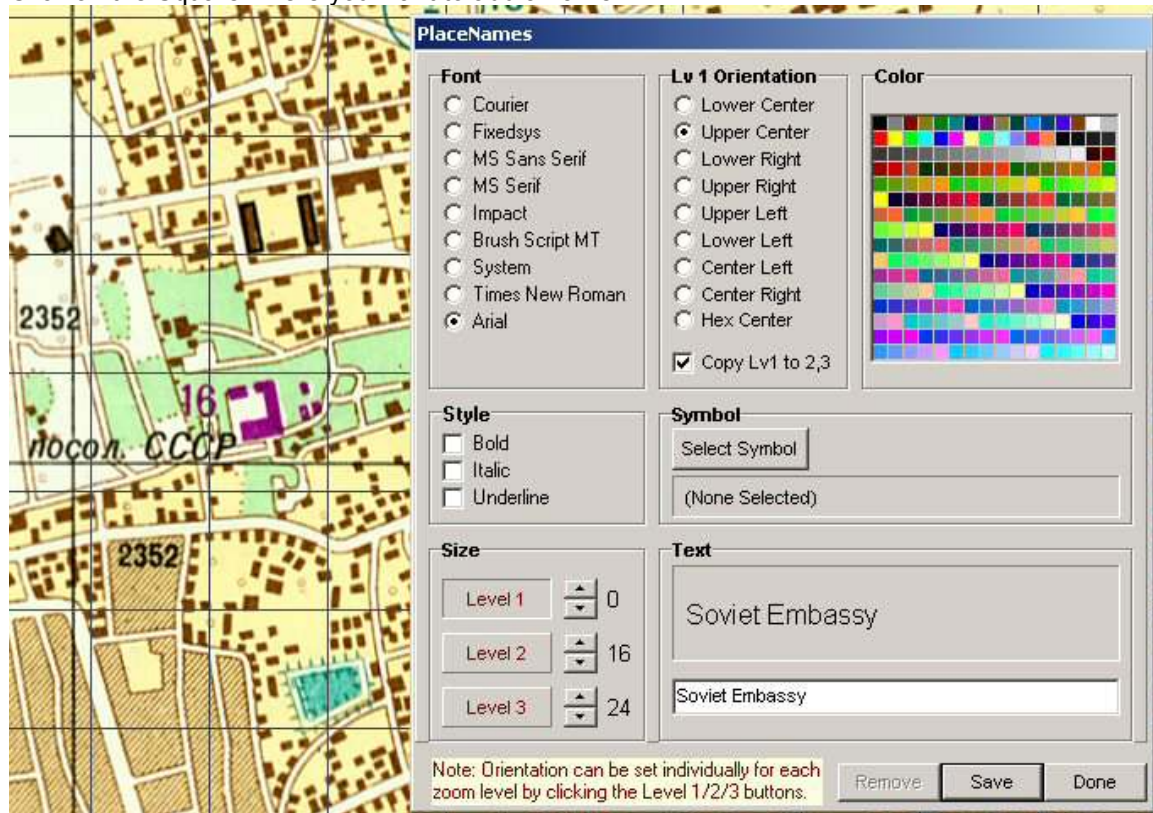 PlaceNames
Font
Courier
Fixedsys
MS Sans Serif
MS Serif
Impact
Brush Script MT
System
Times New Roman
Arial
Lv 1 Orientation
Lower Center
Upper Center
Lower Right
Upper Right
Upper Left
Lower Left
Center Left
Center Right
Hex Center
Copy Lv1 to 2,3
Color
Style
Bold
Italic
Underline
Symbol
Select Symbol
(None Selected)
Size
Level 1 0
Level 2 16
Level 3 24
Text
Soviet Embassy
Soviet Embassy
Note: Orientation can be set individually for each
zoom level by clicking the Level 1/2/3 buttons.
Remove Save Done
2352
16
посол. СССР
2352